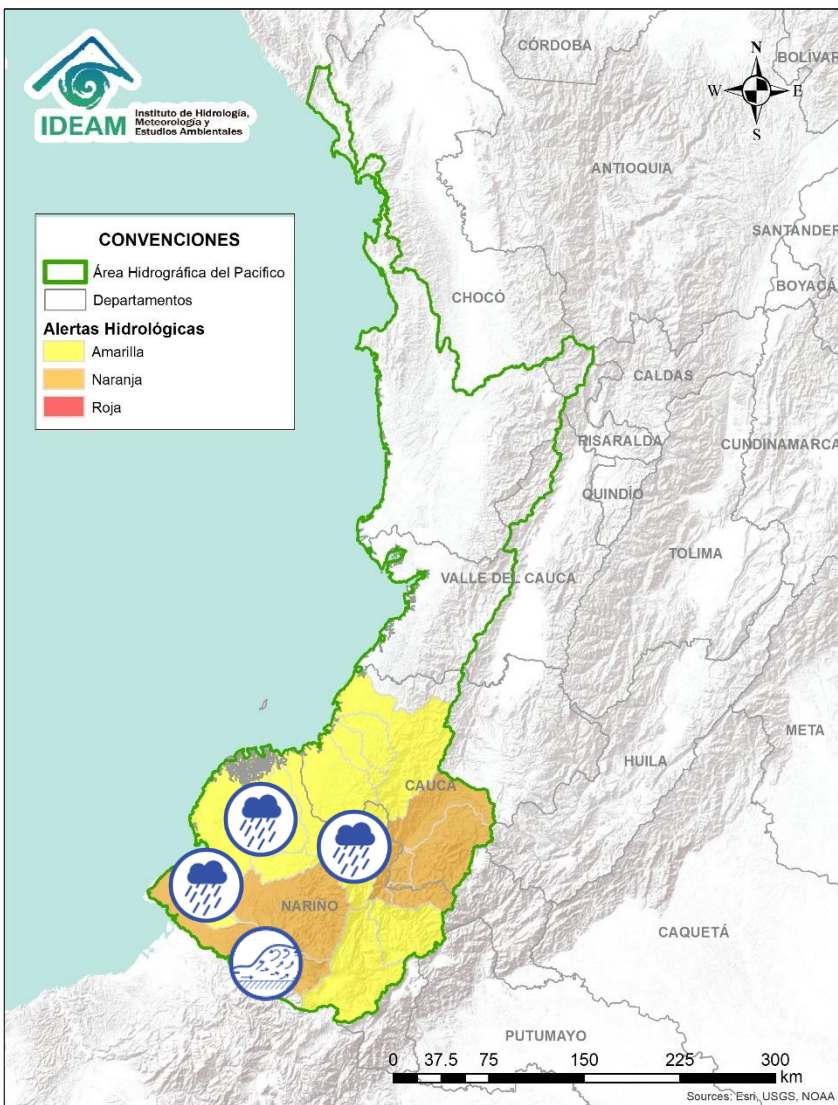 IDEAM
Instituto de Hidrología,
Meteorología y
Estudios Ambientales
N
W
E
S
CONVENCIONES
Área Hidrográfica del Pacifico
Departamentos
Alertas Hidrológicas
Amarilla
Naranja
Roja
CÓRDOBA
BOLÍVAR
ANTIOQUIA
SANTANDER
BOYACÁ
CHOCÓ
CALDAS
RISARALDA
CUNDINAMARCA
QUINDÍO
TOLIMA
VALLE DEL CAUCA
META
HUILA
CAUCA
NARIÑO
CAQUETÁ
PUTUMAYO
0 37.5 75 150 225 300
km
Sources: Esri, USGS, NOAA